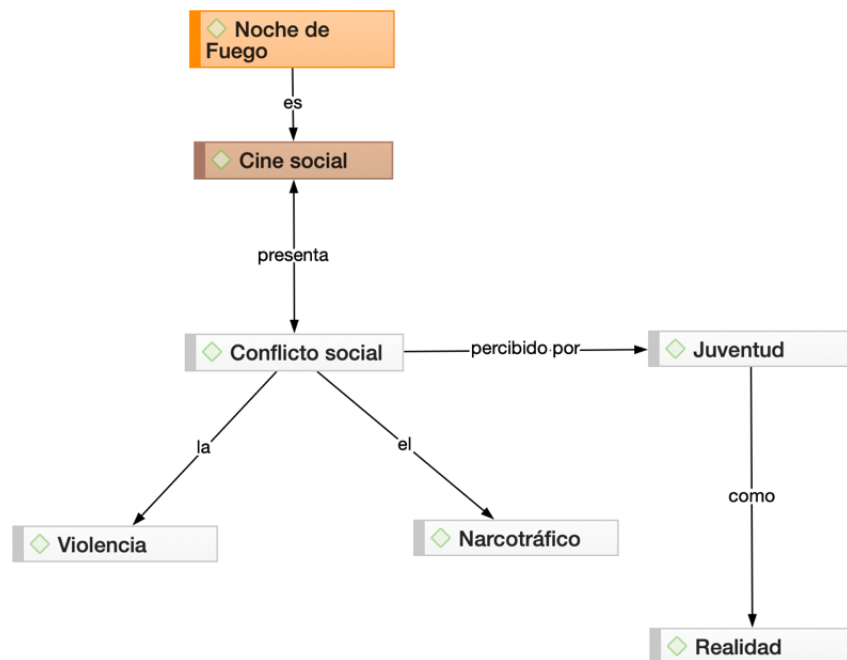 Noche de
Fuego
es
Cine social
presenta
Conflicto social
percibido por
Juventud
la
el
como
Violencia
Narcotráfico
Realidad